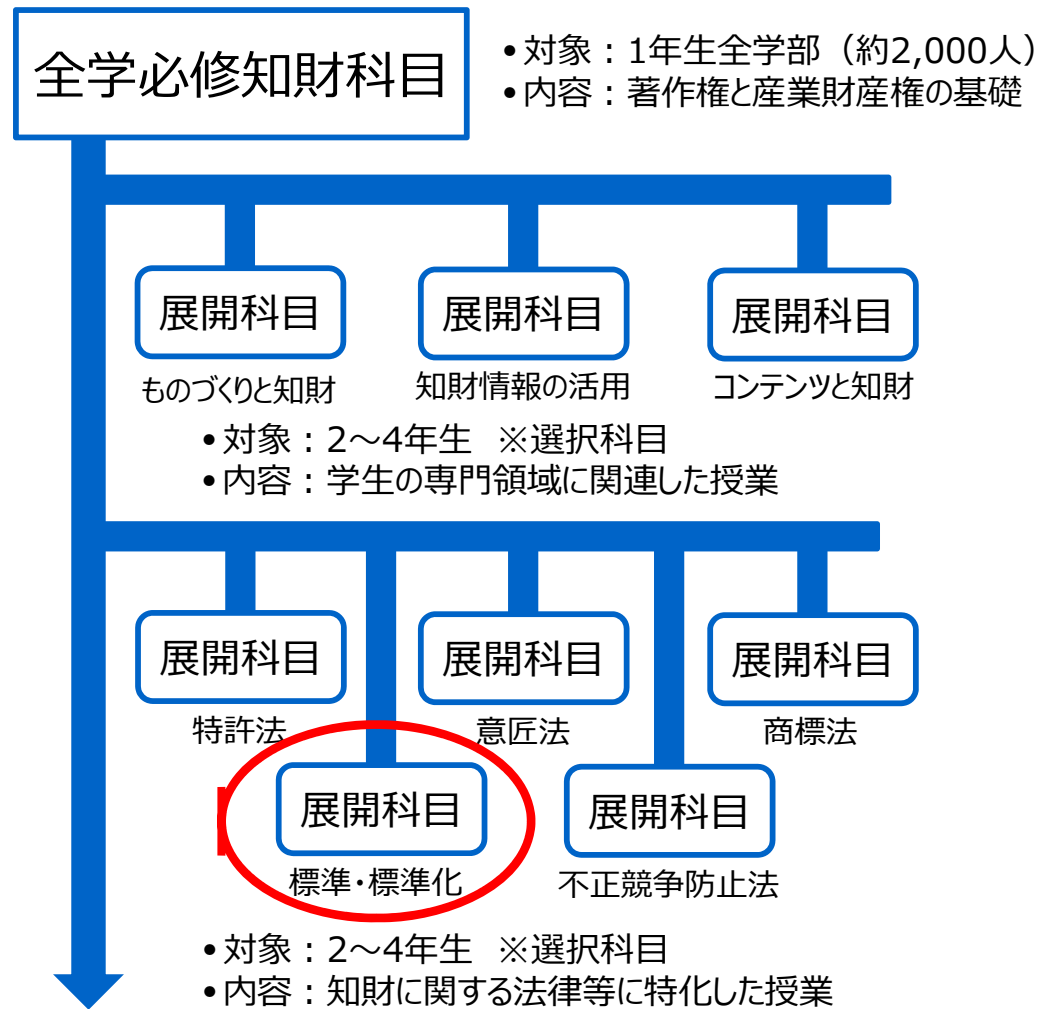 全学必修知財科目
•対象：1年生全学部（約2,000人）
•内容：著作権と産業財産権の基礎
展開科目
展開科目
展開科目
ものづくりと知財
知財情報の活用
コンテンツと知財
•対象：2～4年生 ※選択科目
•内容：学生の専門領域に関連した授業
展開科目
展開科目
展開科目
特許法
意匠法
商標法
展開科目
展開科目
標準・標準化
不正競争防止法
•対象：2～4年生 ※選択科目
•内容：知財に関する法律等に特化した授業